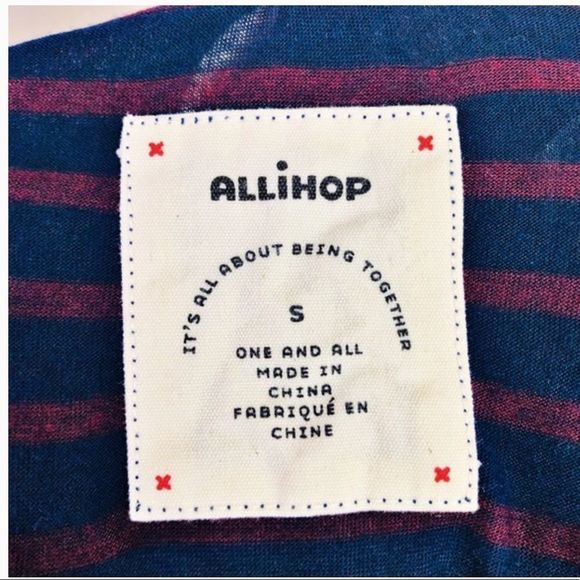 ALLiHOP
IT'S ALL ABOUT BEING TOGETHER
S
ONE AND ALL
MADE IN
CHINA
FABRIQUÉ EN
CHINE